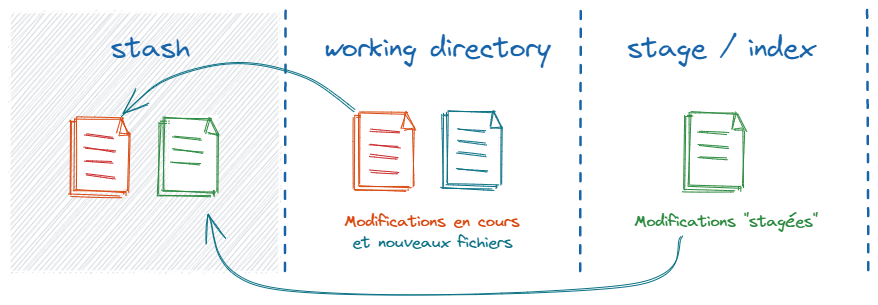 stash
working directory
stage / index
Modifications en cours
et nouveaux fichiers
Modifications "stagées"